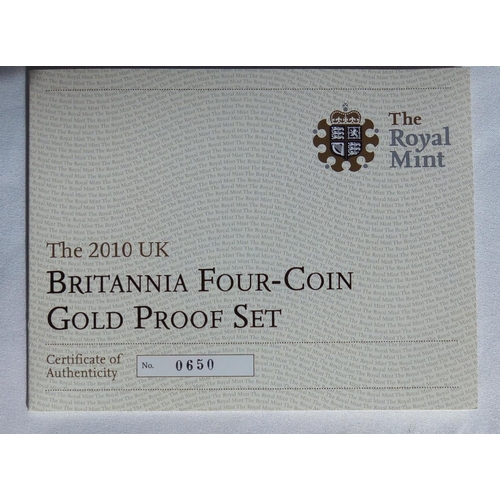 The
Royal
Mint
The 2010 UK
BRITANNIA FOUR-COIN
GOLD PROOF SET
Certificate of
Authenticity
No. 0650